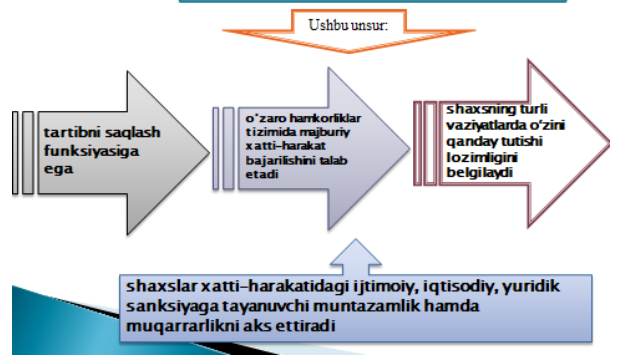 Ushbu unsur:
tartibni saqlash
funksiyasiga
ega
o'zaro hamkorliklar
tizimida majburiy
xatti-harakat
bajarilishini talab
etadi
shaxsning turli
vaziyatlarda o'zini
qanday tutishi
lozimligini
belgilaydi
shaxslar xatti-harakatidagi ijtimoiy, iqtisodiy, yuridik
sanksiyaga tayanuvchi muntazamlik hamda
muqarrarlikni aks ettiradi